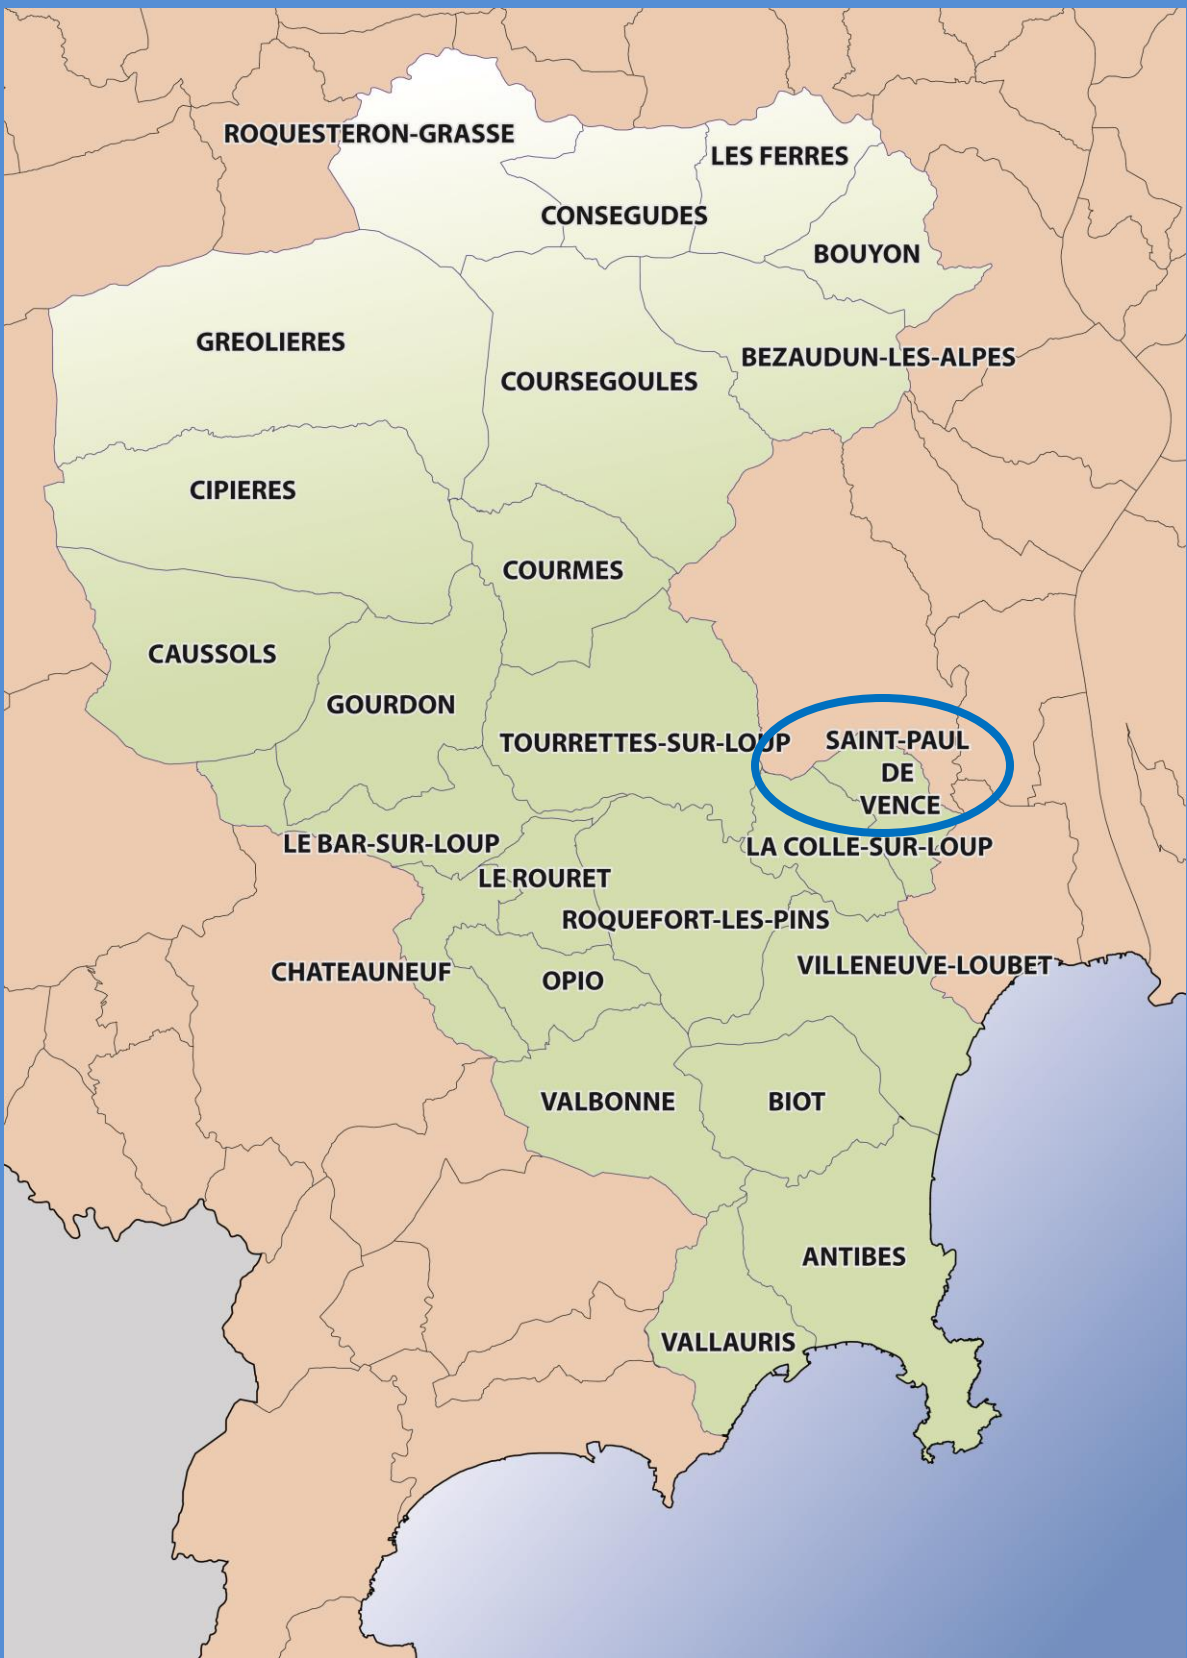 ROQUESTERON-GRASSE
LES FERRES
CONSEGUDES
BOUYON
GREOLIERES
BEZAUDUN-LES-ALPES
COURSEGOULES
CIPIERES
COURMES
CAUSSOLS
GOURDON
TOURRETTES-SUR-LOUP
SAINT-PAUL
DE
VENCE
LE BAR-SUR-LOUP
LA COLLE-SUR-LOUP
LE ROURET
ROQUEFORT-LES-PINS
CHATEAUNEUF
OPIO
VILLENEUVE-LOUBET
VALBONNE
BIOT
ANTIBES
VALLAURIS